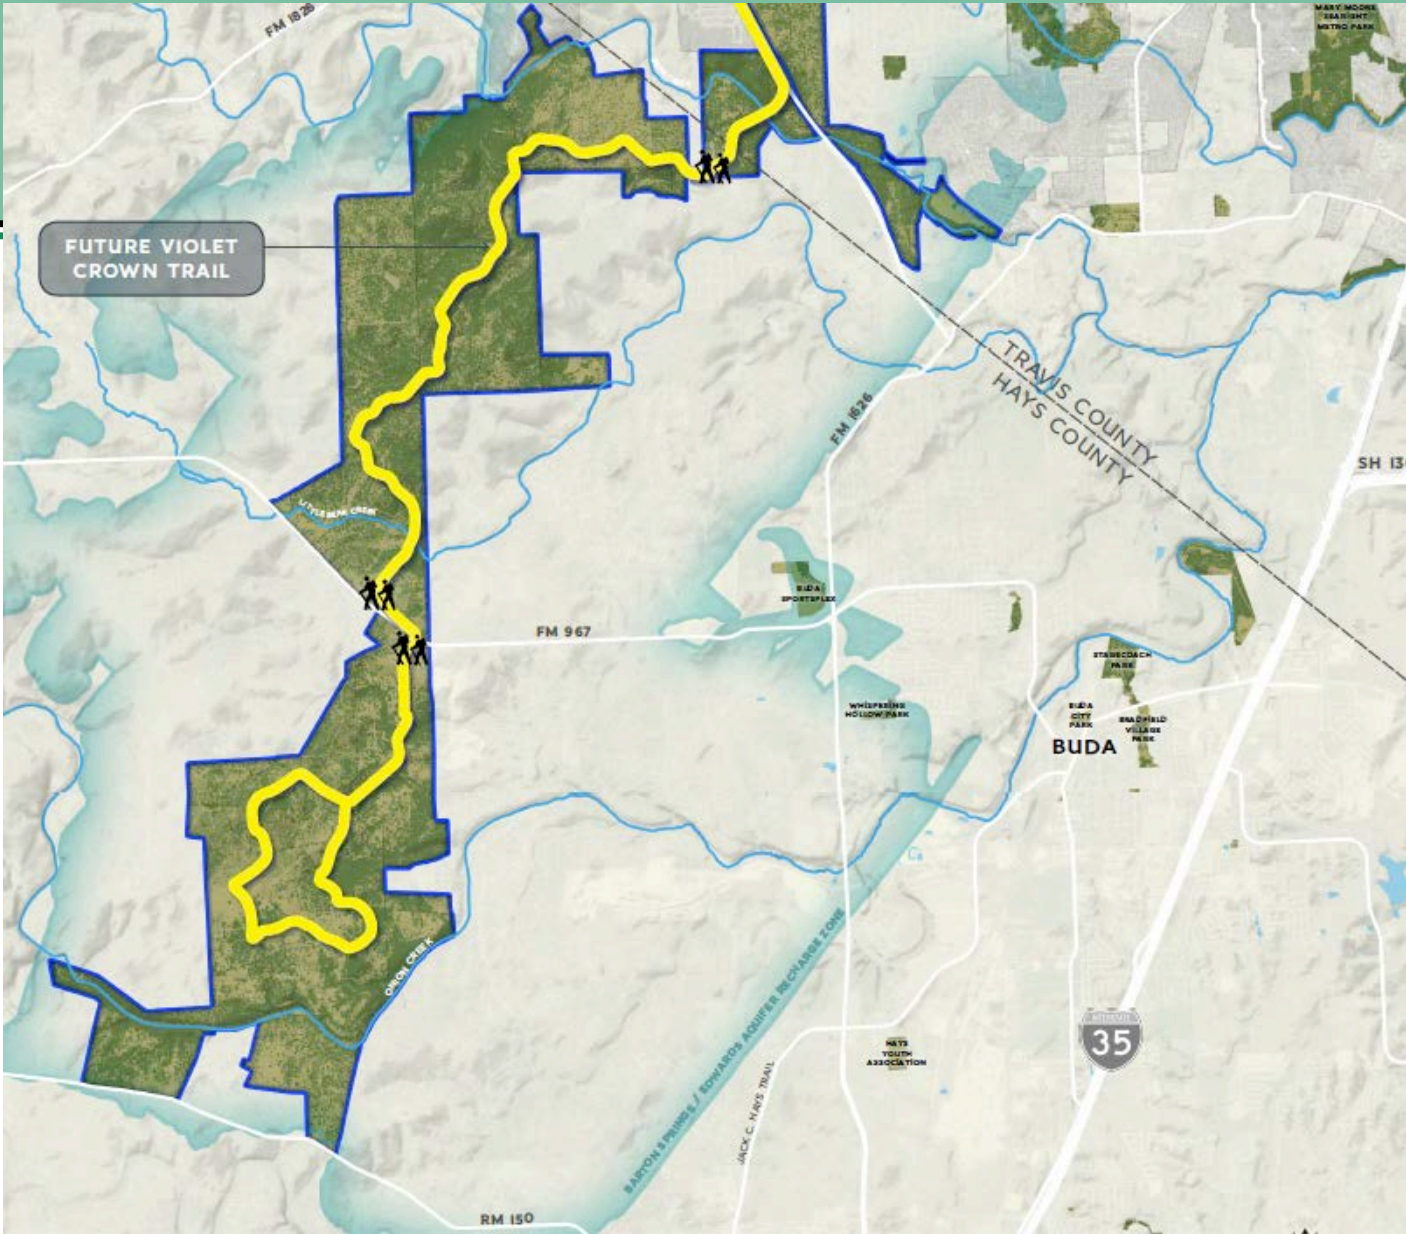 FM 1826
MARY MOORE
SEARIGHT
METRO PARK
FUTURE VIOLET
CROWN TRAIL
TRAVIS COUNTY
HAYS COUNTY
FM 1626
SH 130
LITTLE BEAR CREEK
BUDA
SPORTSPLEX
FM 967
STAGECOACH
PARK
WHISPERING
HOLLOW PARK
BUDA
CITY
PARK
BRADFIELD
VILLAGE
PARK
BUDA
ONION CREEK
BARTON SPRINGS / EDWARDS AQUIFER RECHARGE ZONE
INTERSTATE
35
HAYS
YOUTH
ASSOCIATION
JACK C. HAYS TRAIL
RM 150